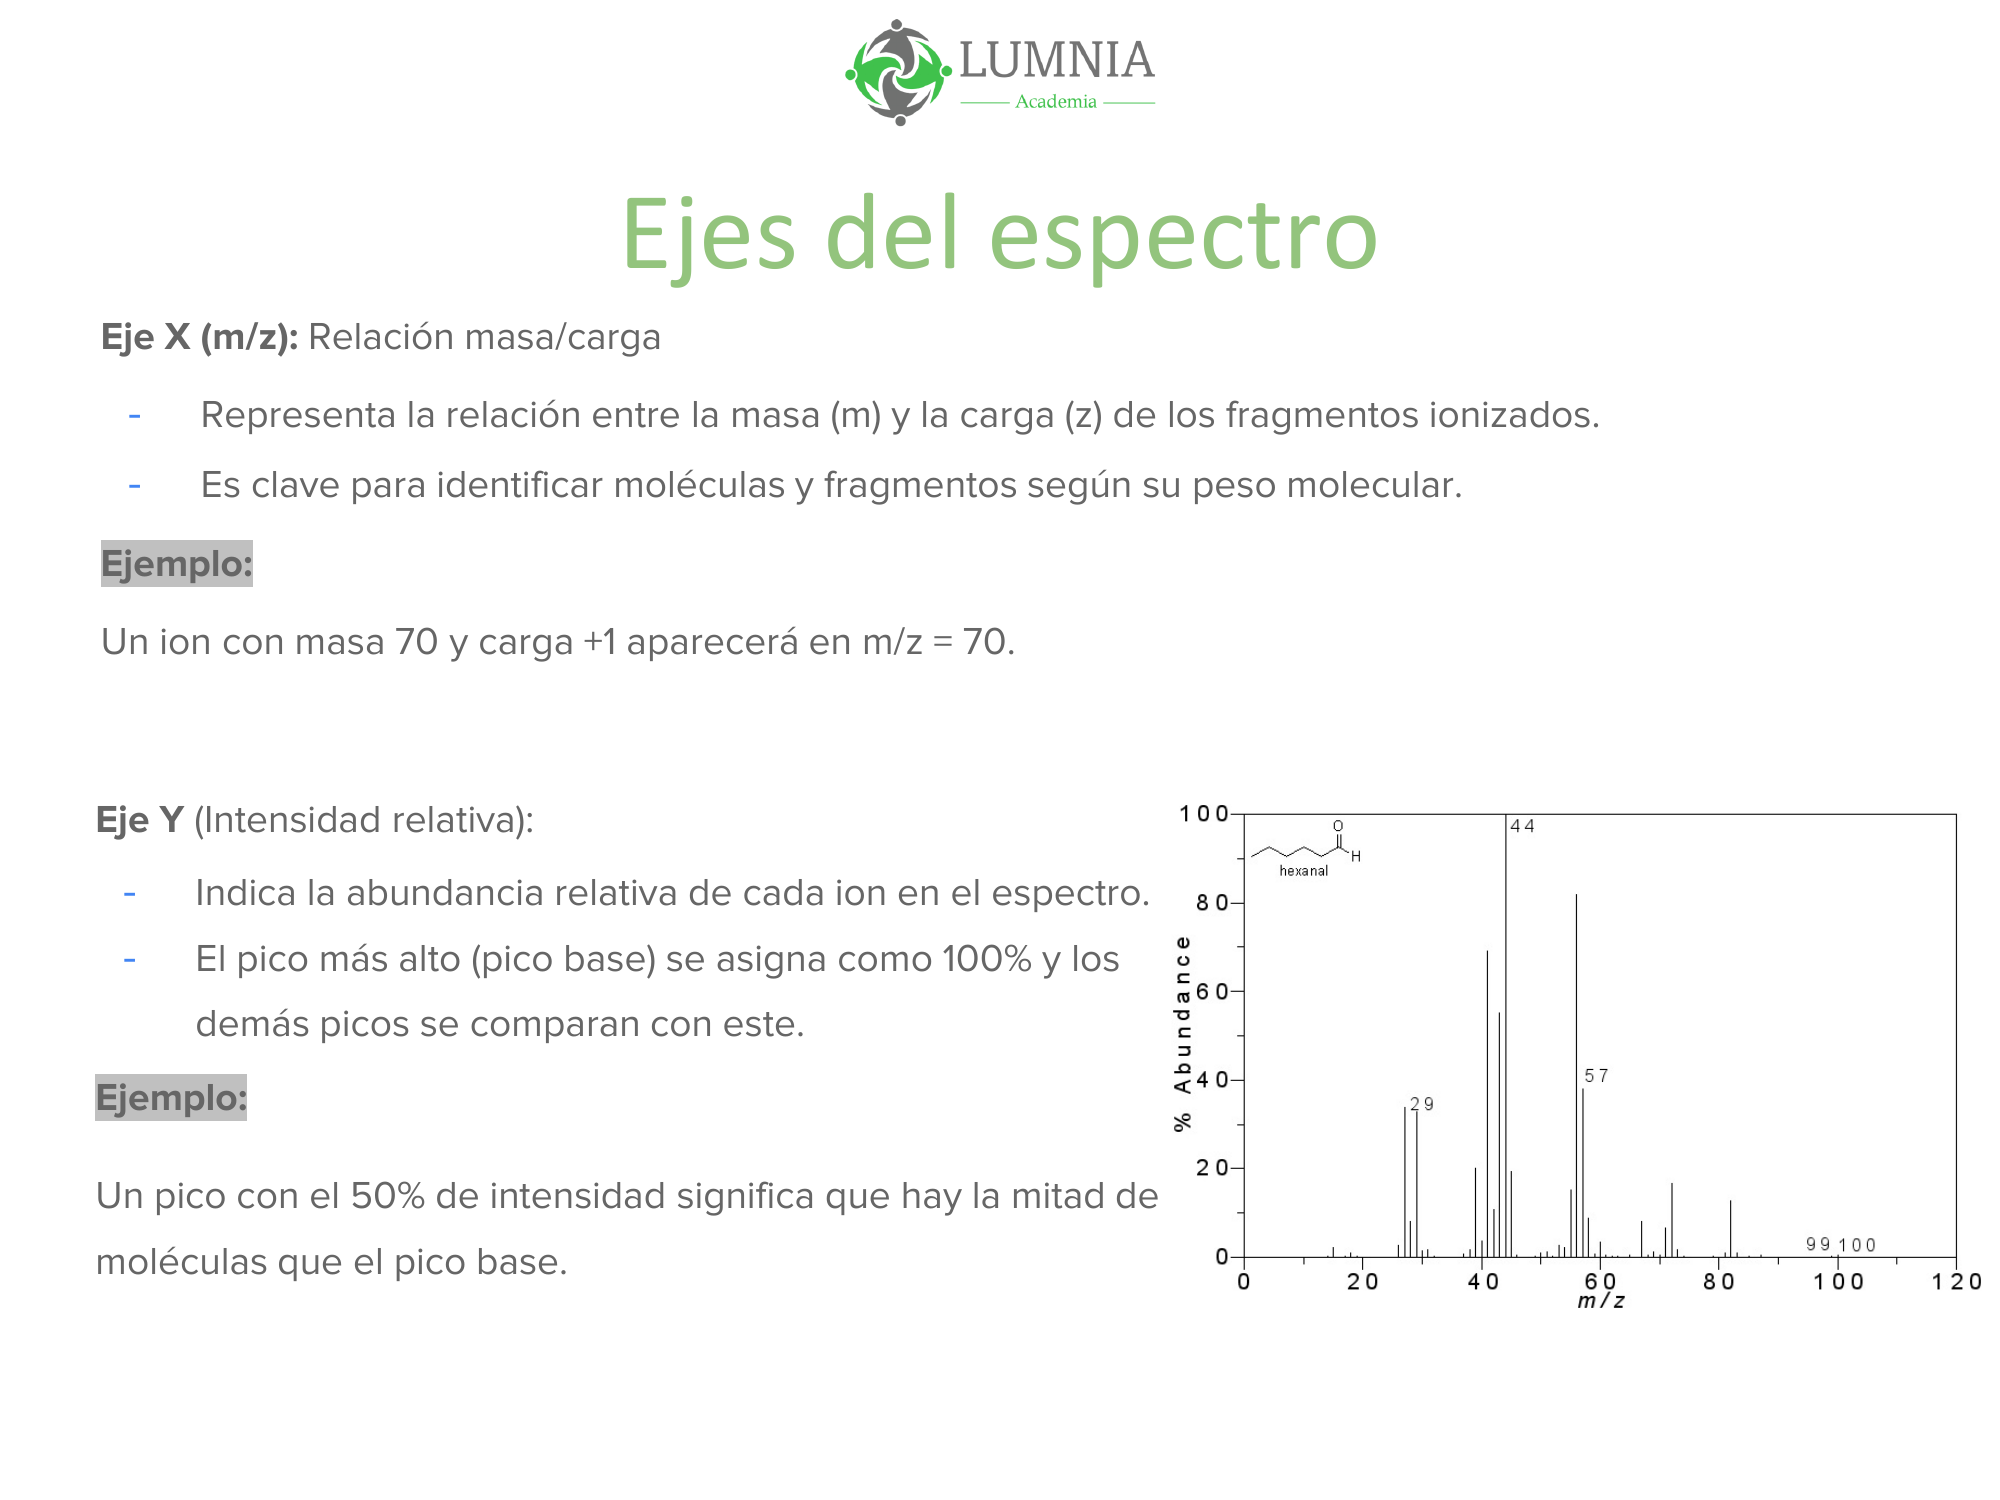 LUMNIA
Academia
Ejes del espectro
Eje X (m/z): Relación masa/carga
- Representa la relación entre la masa (m) y la carga (z) de los fragmentos ionizados.
- Es clave para identificar moléculas y fragmentos según su peso molecular.
Ejemplo:
Un ion con masa 70 y carga +1 aparecerá en m/z = 70.
Eje Y (Intensidad relativa):
- Indica la abundancia relativa de cada ion en el espectro.
- El pico más alto (pico base) se asigna como 100% y los
demás picos se comparan con este.
Ejemplo:
Un pico con el 50% de intensidad significa que hay la mitad de
moléculas que el pico base.
100
80
60
40
20
0
% Abundance
O
H
hexanal
44
57
29
99 100
0 20 40 60 80 100 120
m/z